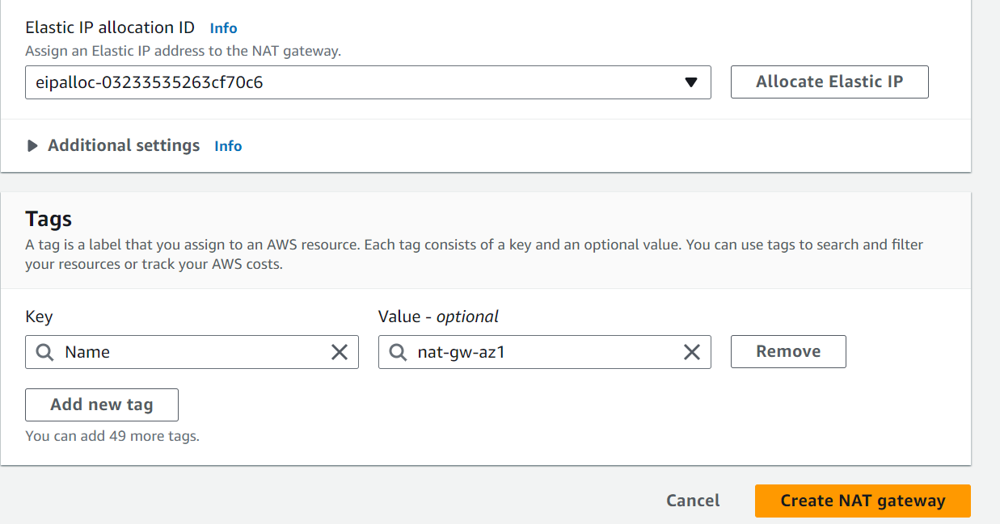 Elastic IP allocation ID Info
Assign an Elastic IP address to the NAT gateway.
eipalloc-03233535263cf70c6
Allocate Elastic IP
Additional settings Info
Tags
A tag is a label that you assign to an AWS resource. Each tag consists of a key and an optional value. You can use tags to search and filter
your resources or track your AWS costs.
Key
Value - optional
Name
nat-gw-az1
Remove
Add new tag
You can add 49 more tags.
Cancel
Create NAT gateway